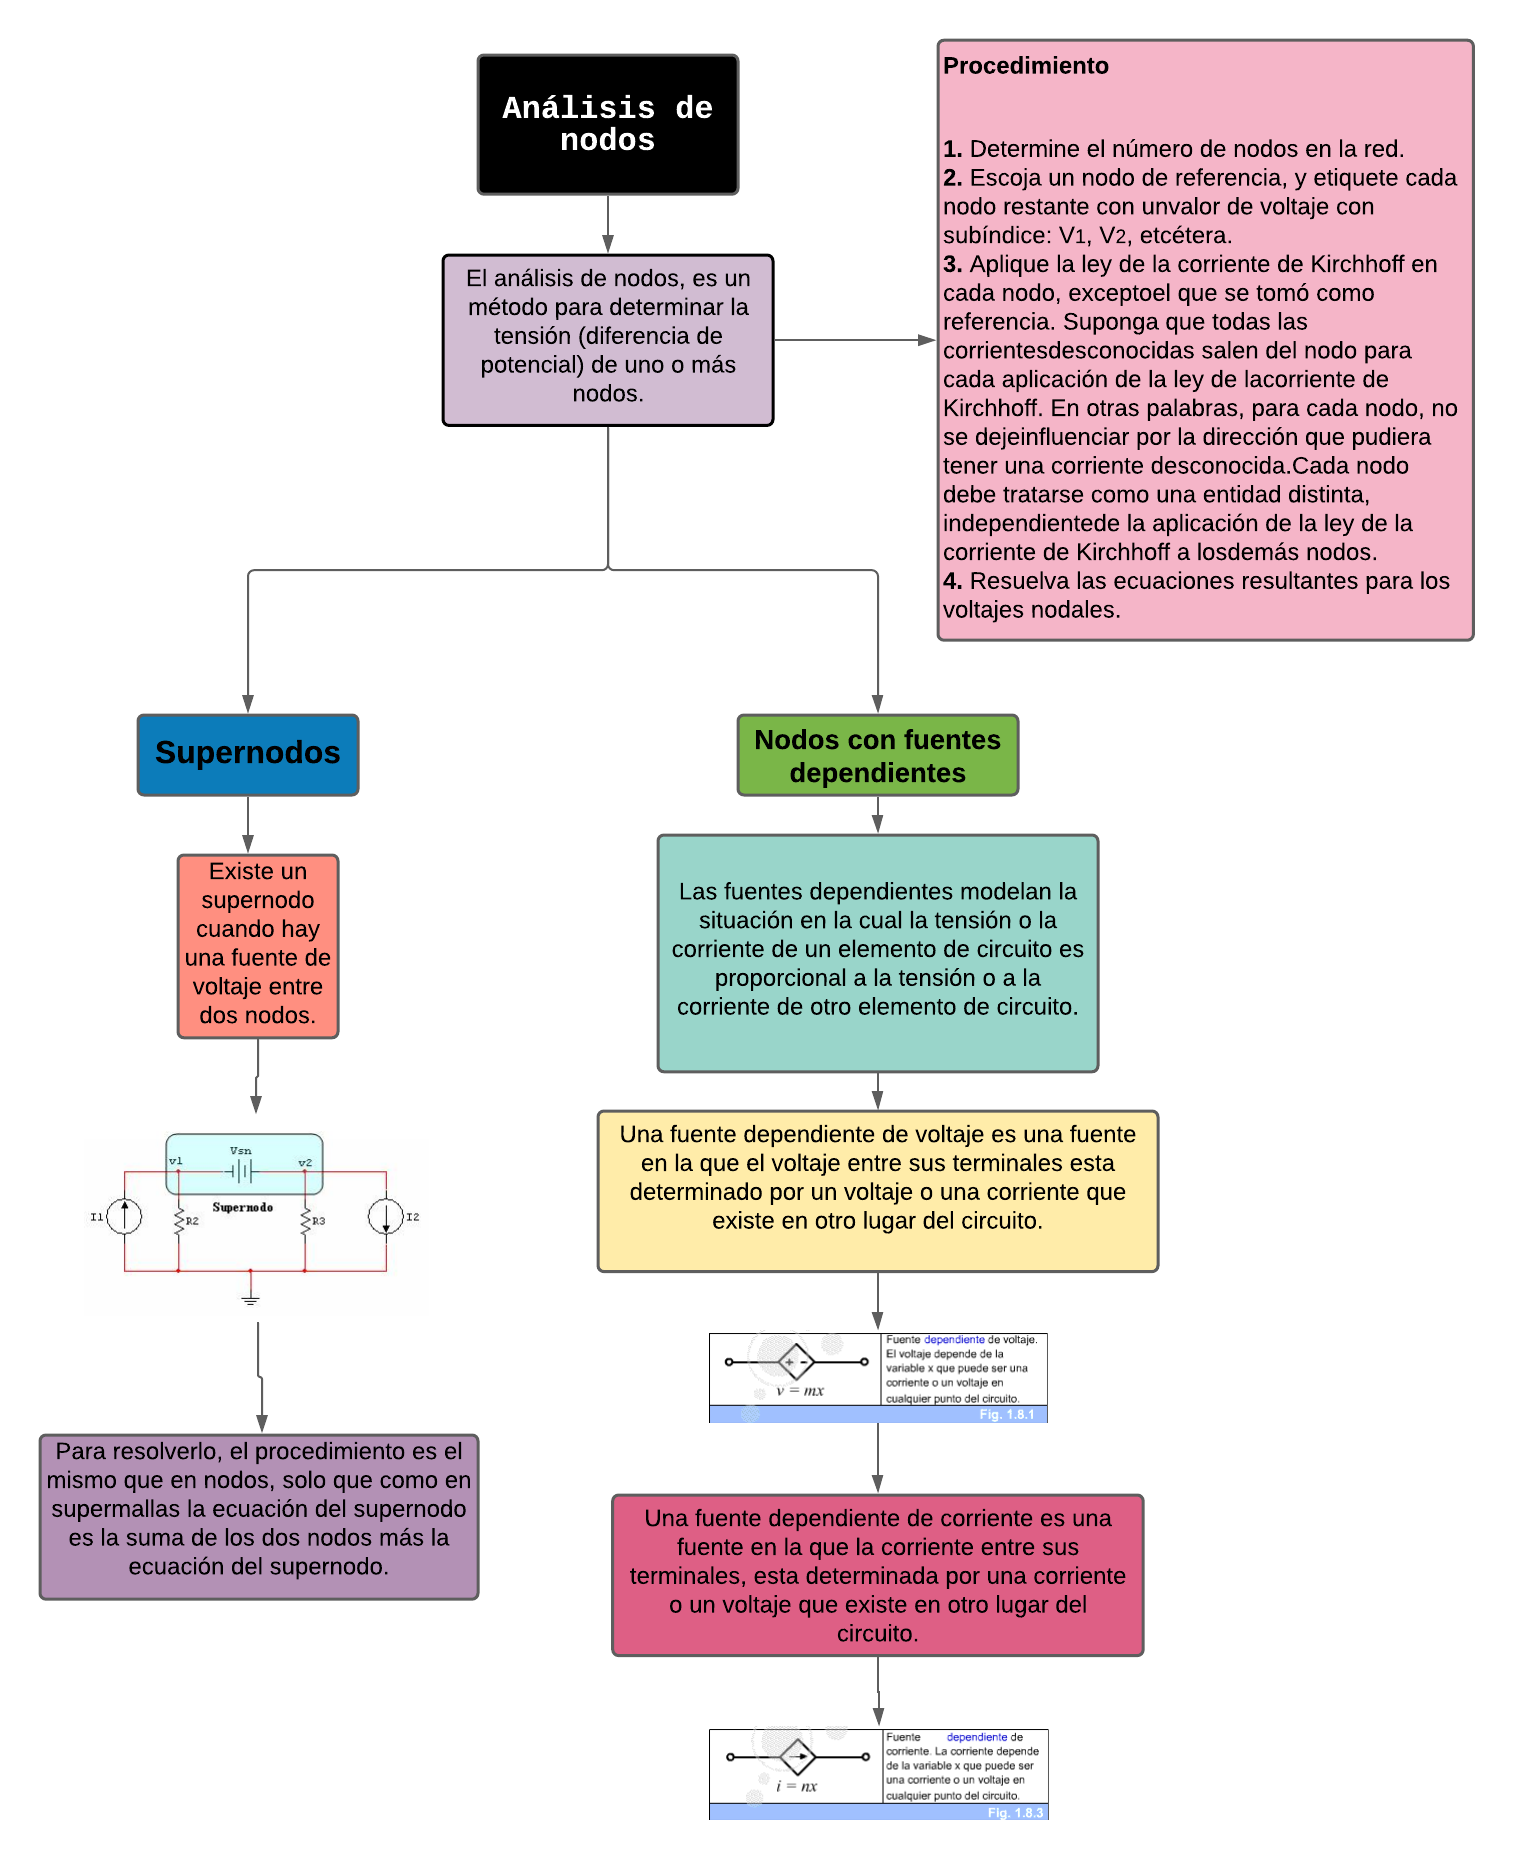 Análisis de
nodos
El análisis de nodos, es un
método para determinar la
tensión (diferencia de
potencial) de uno o más
nodos.
Procedimiento
1. Determine el número de nodos en la red.
2. Escoja un nodo de referencia, y etiquete cada
nodo restante con unvalor de voltaje con
subíndice: V1, V2, etcétera.
3. Aplique la ley de la corriente de Kirchhoff en
cada nodo, exceptoel que se tomó como
referencia. Suponga que todas las
corrientesdesconocidas salen del nodo para
cada aplicación de la ley de lacorriente de
Kirchhoff. En otras palabras, para cada nodo, no
se dejeinfluenciar por la dirección que pudiera
tener una corriente desconocida.Cada nodo
debe tratarse como una entidad distinta,
independientede la aplicación de la ley de la
corriente de Kirchhoff a losdemás nodos.
4. Resuelva las ecuaciones resultantes para los
voltajes nodales.
Supernodos
Existe un
supernodo
cuando hay
una fuente de
voltaje entre
dos nodos.
Vsn
v1
v2
Supernodo
I1
R2
R3
I2
Para resolverlo, el procedimiento es el
mismo que en nodos, solo que como en
supermallas la ecuación del supernodo
es la suma de los dos nodos más la
ecuación del supernodo.
Nodos con fuentes
dependientes
Las fuentes dependientes modelan la
situación en la cual la tensión o la
corriente de un elemento de circuito es
proporcional a la tensión o a la
corriente de otro elemento de circuito.
Una fuente dependiente de voltaje es una fuente
en la que el voltaje entre sus terminales esta
determinado por un voltaje o una corriente que
existe en otro lugar del circuito.
v = mx
Fuente dependiente de voltaje.
El voltaje depende de la
variable x que puede ser una
corriente o un voltaje en
cualquier punto del circuito.
Fig. 1.8.1
Una fuente dependiente de corriente es una
fuente en la que la corriente entre sus
terminales, esta determinada por una corriente
o un voltaje que existe en otro lugar del
circuito.
i = nx
Fuente dependiente de
corriente. La corriente depende
de la variable x que puede ser
una corriente o un voltaje en
cualquier punto del circuito.
Fig. 1.8.3